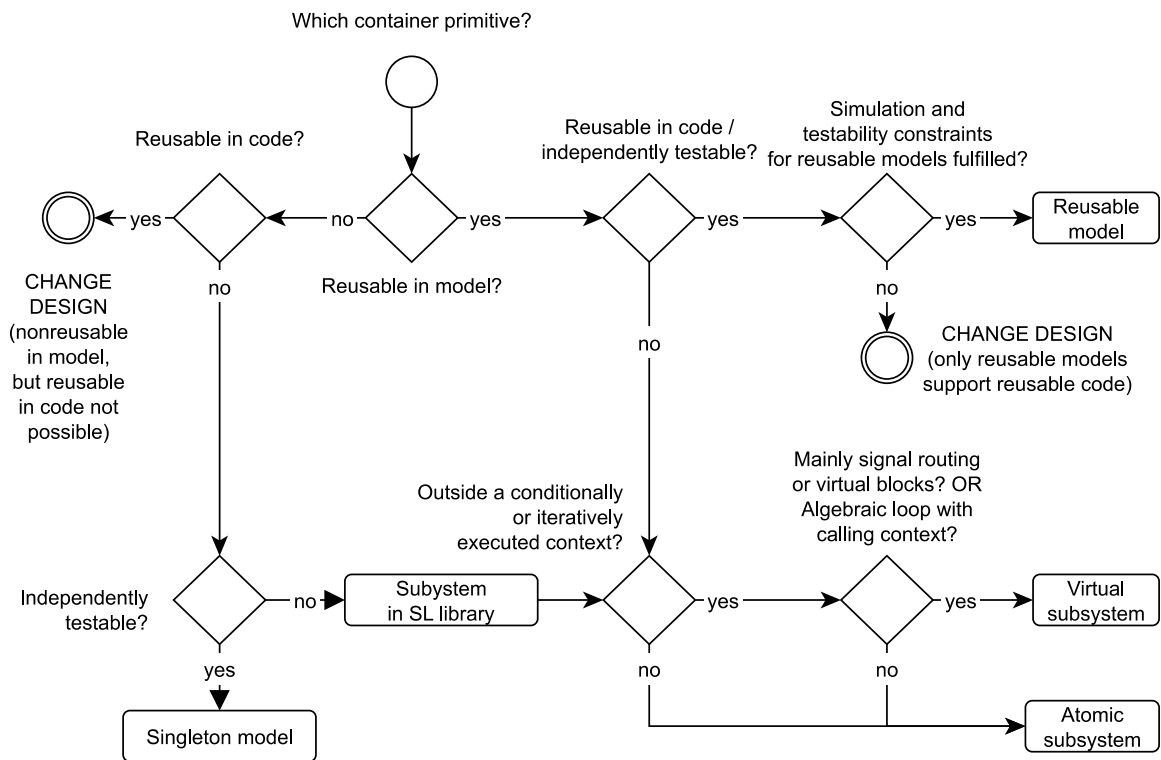 Which container primitive?
Reusable in code?
Reusable in code /
independently testable?
Simulation and
testability constraints
for reusable models fulfilled?
yes
no
yes
yes
yes
Reusable
model
CHANGE
DESIGN
(nonreusable
in model,
but reusable
in code not
possible)
no
Reusable in model?
no
no
CHANGE DESIGN
(only reusable models
support reusable code)
Outside a conditionally
or iteratively
executed context?
Mainly signal routing
or virtual blocks? OR
Algebraic loop with
calling context?
Independently
testable?
no
Subystem
in SL library
yes
yes
Virtual
subsystem
yes
no
no
Singleton model
Atomic
subsystem